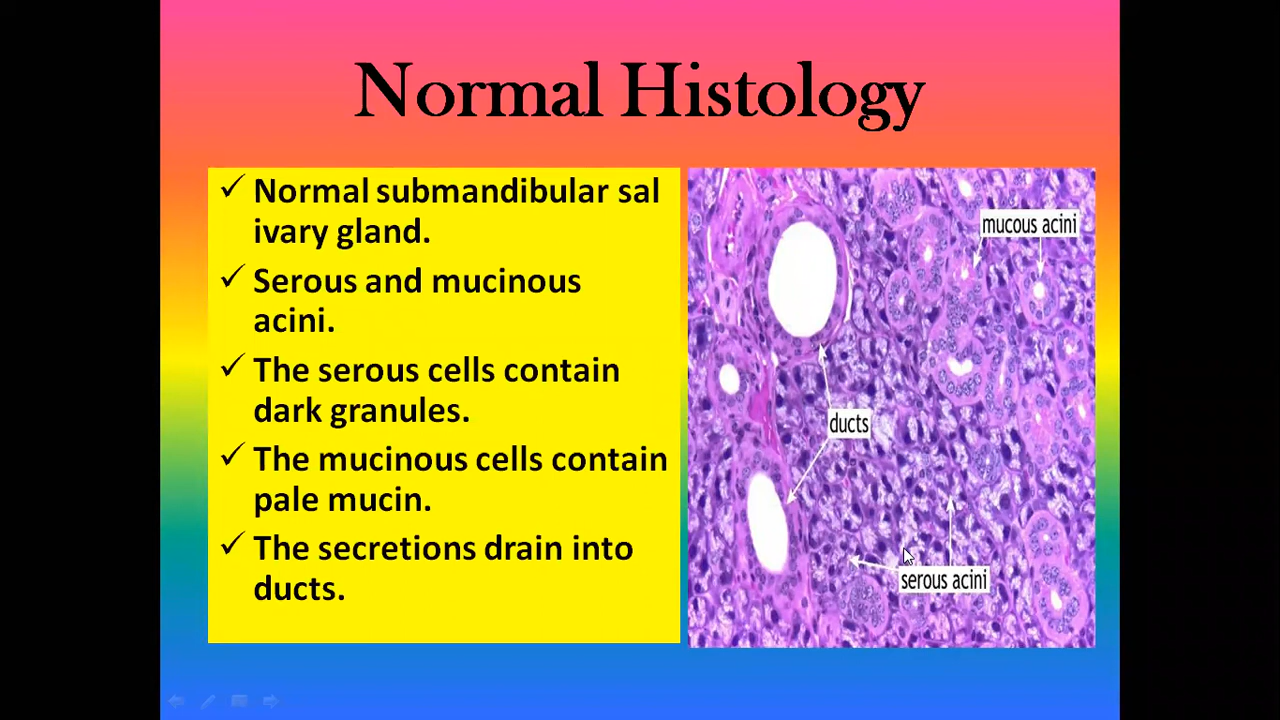 Normal Histology
✓ Normal submandibular sal
ivary gland.
✓ Serous and mucinous
acini.
✓ The serous cells contain
dark granules.
✓ The mucinous cells contain
pale mucin.
✓ The secretions drain into
ducts.
mucous acini
ducts
serous acini